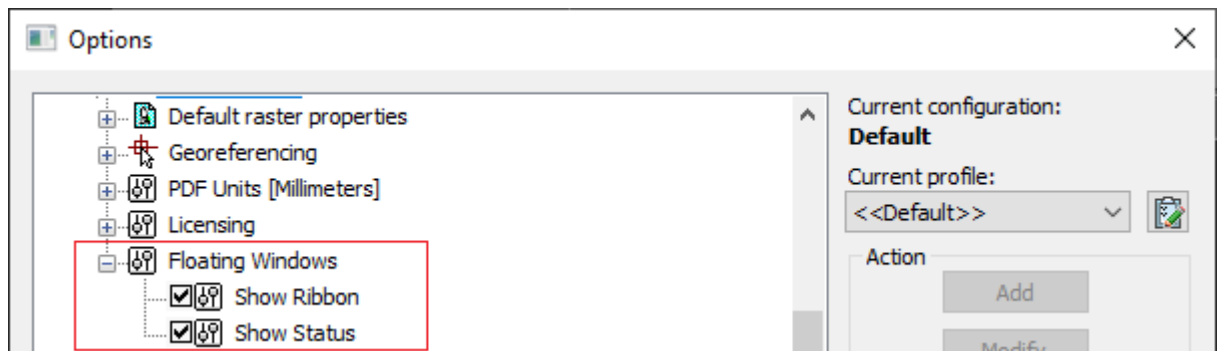 Options
Default raster properties
Georeferencing
PDF Units [Millimeters]
Licensing
Floating Windows
Show Ribbon
Show Status
Current configuration:
Default
Current profile:
<<Default>>
Action
Add
Modify